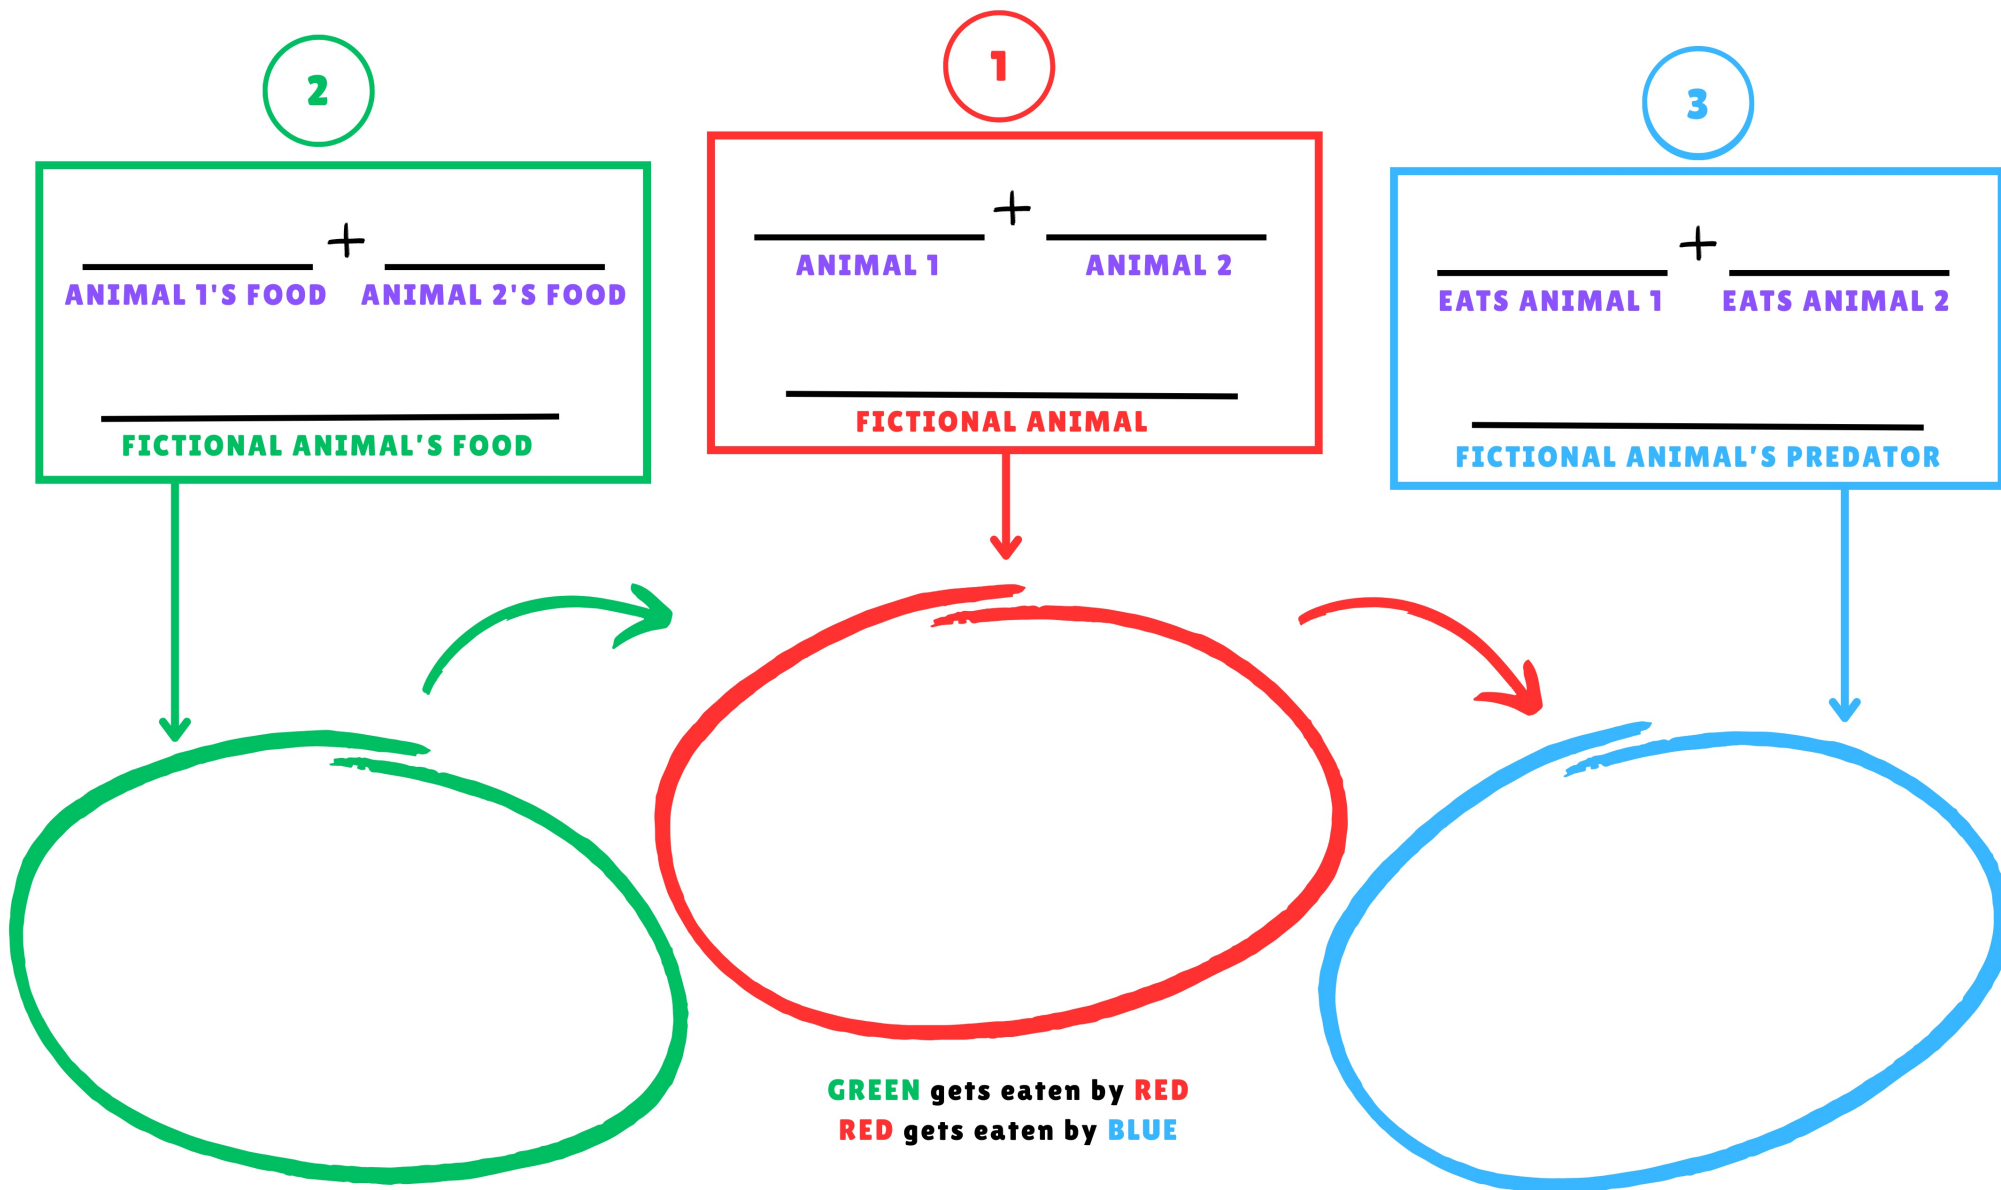 2
1
3
+
ANIMAL 1'S FOOD ANIMAL 2'S FOOD
FICTIONAL ANIMAL'S FOOD
+
ANIMAL 1 ANIMAL 2
FICTIONAL ANIMAL
+
EATS ANIMAL 1 EATS ANIMAL 2
FICTIONAL ANIMAL'S PREDATOR
GREEN gets eaten by RED
RED gets eaten by BLUE